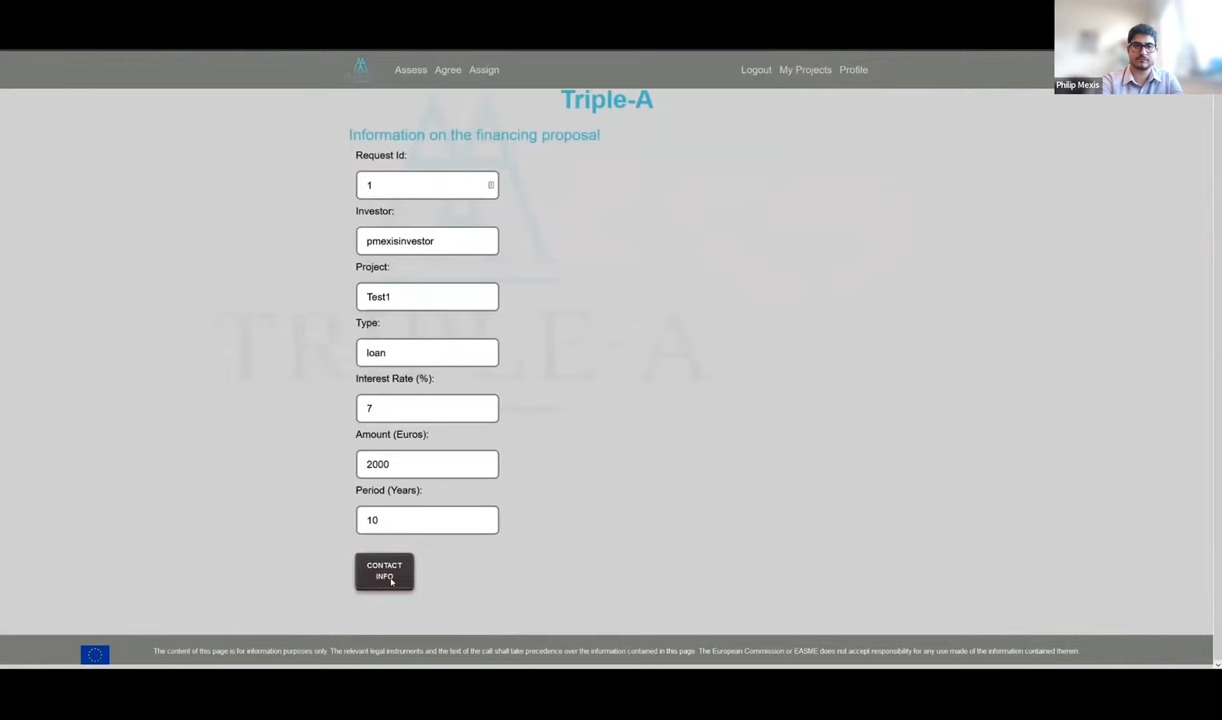 Assess Agree Assign
Logout My Projects Profile
Philip Mexis
Triple-A
Information on the financing proposal
Request Id:
1
Investor:
pmexisinvestor
Project:
Test1
Type:
loan
TRIPLE-A
Interest Rate (%):
7
Amount (Euros):
2000
Period (Years):
10
CONTACT
INFO
The content of this page is for information purposes only. The relevant legal instruments and the text of the call shall take precedence over the information contained in this page. The European Commission or EASME does not accept responsibility for any use made of the information contained therein.